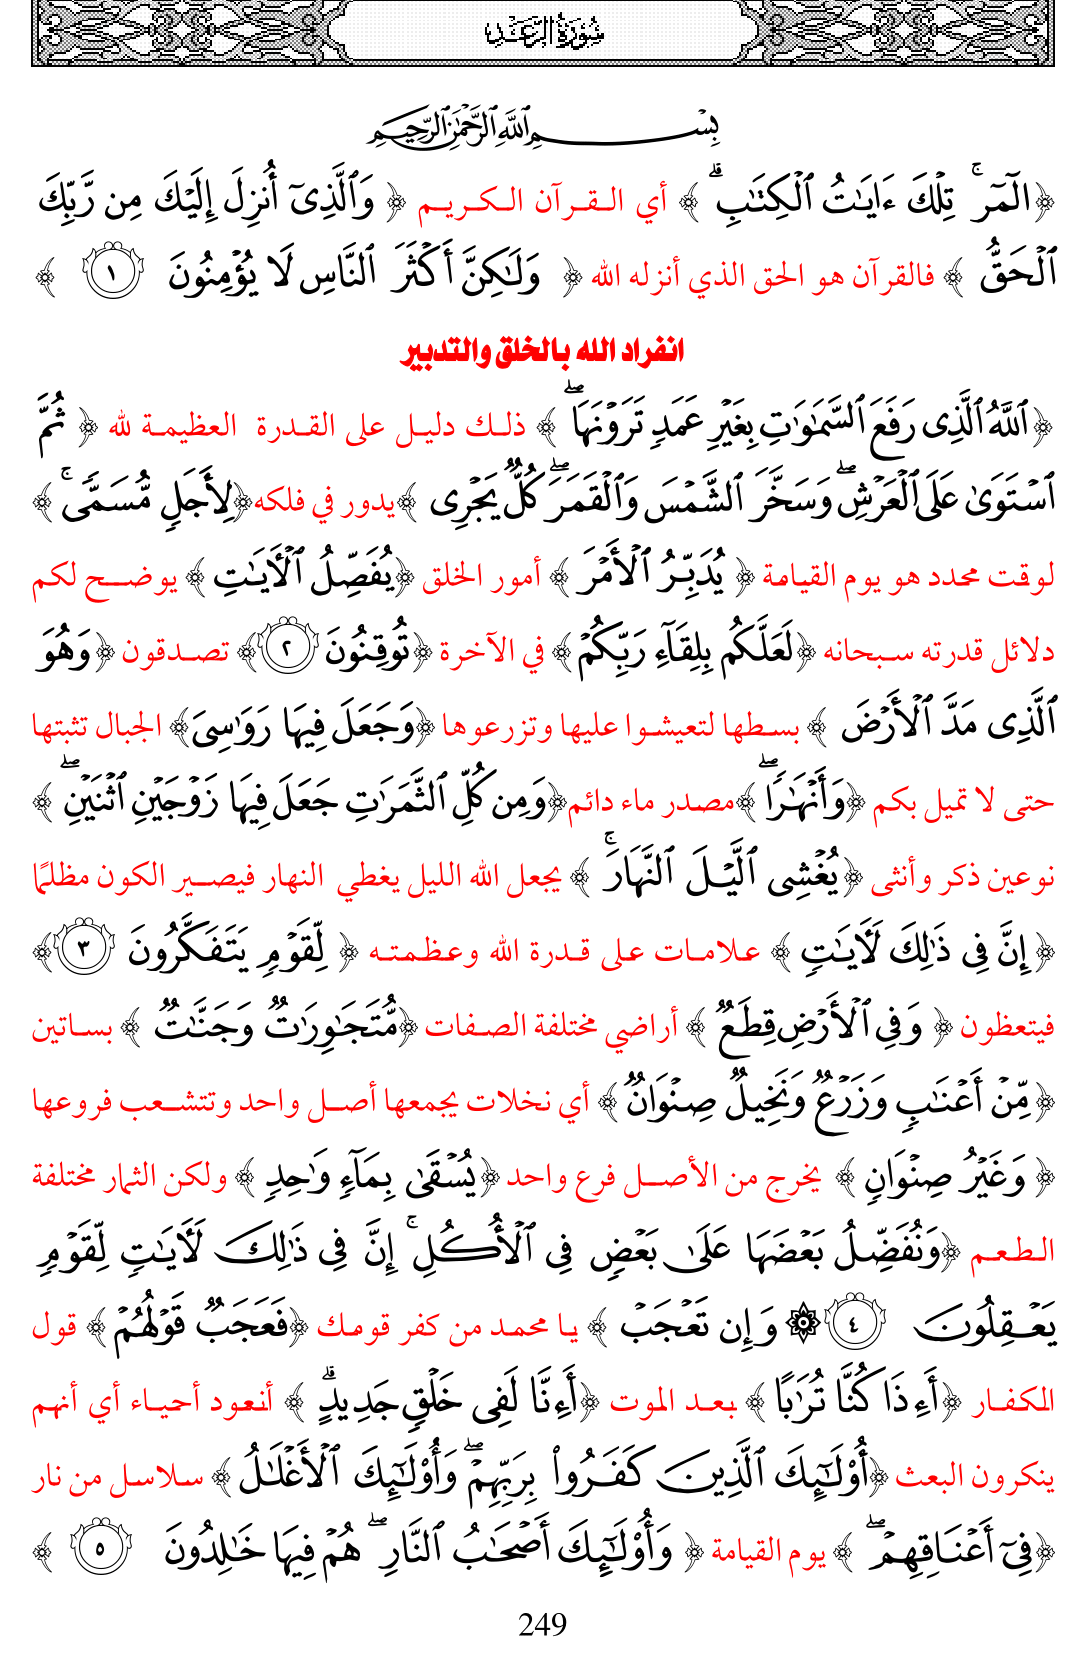 سُورَةُ الرَّعْدِ
بِسْمِ ٱللَّهِ ٱلرَّحْمَٰنِ ٱلرَّحِيمِ
﴿الٓمٓرۚ تِلْكَ ءَايَٰتُ ٱلْكِتَٰبِۗ﴾ أي القرآن الكريم ﴿وَٱلَّذِىٓ أُنزِلَ إِلَيْكَ مِن رَّبِّكَ
ٱلْحَقُّ﴾ فالقرآن هو الحق الذي أنزله الله ﴿وَلَٰكِنَّ أَكْثَرَ ٱلنَّاسِ لَا يُؤْمِنُونَ ١﴾
انفراد الله بالخلق والتدبير
﴿ٱللَّهُ ٱلَّذِى رَفَعَ ٱلسَّمَٰوَٰتِ بِغَيْرِ عَمَدٍ تَرَوْنَهَاۖ﴾ ذلك دليل على القدرة العظيمة لله ﴿ثُمَّ
ٱسْتَوَىٰ عَلَى ٱلْعَرْشِۖ وَسَخَّرَ ٱلشَّمْسَ وَٱلْقَمَرَۖ كُلٌّ يَجْرِى﴾ يدور في فلكه ﴿لِأَجَلٍ مُّسَمًّىۚ﴾
لوقت محدد هو يوم القيامة ﴿يُدَبِّرُ ٱلْأَمْرَ﴾ أمور الخلق ﴿يُفَصِّلُ ٱلْءَايَٰتِ﴾ يوضح لكم
دلائل قدرته سبحانه ﴿لَعَلَّكُم بِلِقَآءِ رَبِّكُمْ﴾ في الآخرة ﴿تُوقِنُونَ ٢﴾ تصدقون ﴿وَهُوَ
ٱلَّذِى مَدَّ ٱلْأَرْضَ﴾ بسطها لتعيشوا عليها وتزرعوها ﴿وَجَعَلَ فِيهَا رَوَٰسِىَ﴾ الجبال تثبتها
حتى لا تميل بكم ﴿وَأَنْهَٰرًاۖ﴾ مصدر ماء دائم ﴿وَمِن كُلِّ ٱلثَّمَرَٰتِ جَعَلَ فِيهَا زَوْجَيْنِ ٱثْنَيْنِۖ﴾
نوعين ذكر وأنثى ﴿يُغْشِى ٱلَّيْلَ ٱلنَّهَارَۚ﴾ يجعل الله الليل يغطي النهار فيصير الكون مظلمًا
﴿إِنَّ فِى ذَٰلِكَ لَءَايَٰتٍ﴾ علامات على قدرة الله وعظمته ﴿لِّقَوْمٍ يَتَفَكَّرُونَ ٣﴾
فيتعظون ﴿وَفِى ٱلْأَرْضِ قِطَعٌ﴾ أراضي مختلفة الصفات ﴿مُّتَجَٰوِرَٰتٌ وَجَنَّٰتٌ﴾ بساتين
﴿مِّنْ أَعْنَٰبٍ وَزَرْعٌ وَنَخِيلٌ صِنْوَانٌ﴾ أي نخلات يجمعها أصل واحد وتتشعب فروعها
﴿وَغَيْرُ صِنْوَانٍ﴾ يخرج من الأصل فرع واحد ﴿يُسْقَىٰ بِمَآءٍ وَٰحِدٍ﴾ ولكن الثمار مختلفة
الطعم ﴿وَنُفَضِّلُ بَعْضَهَا عَلَىٰ بَعْضٍ فِى ٱلْأُكُلِۚ إِنَّ فِى ذَٰلِكَ لَءَايَٰتٍ لِّقَوْمٍ
يَعْقِلُونَ ٤ ۞ وَإِن تَعْجَبْ﴾ يا محمد من كفر قومك ﴿فَعَجَبٌ قَوْلُهُمْ﴾ قول
الكفار ﴿أَءِذَا كُنَّا تُرَٰبًا﴾ بعد الموت ﴿أَءِنَّا لَفِى خَلْقٍ جَدِيدٍۗ﴾ أنعود أحياء أي أنهم
ينكرون البعث ﴿أُو۟لَٰٓئِكَ ٱلَّذِينَ كَفَرُوا۟ بِرَبِّهِمْۖ وَأُو۟لَٰٓئِكَ ٱلْأَغْلَٰلُ﴾ سلاسل من نار
﴿فِىٓ أَعْنَاقِهِمْۖ﴾ يوم القيامة ﴿وَأُو۟لَٰٓئِكَ أَصْحَٰبُ ٱلنَّارِۖ هُمْ فِيهَا خَٰلِدُونَ ٥﴾
249